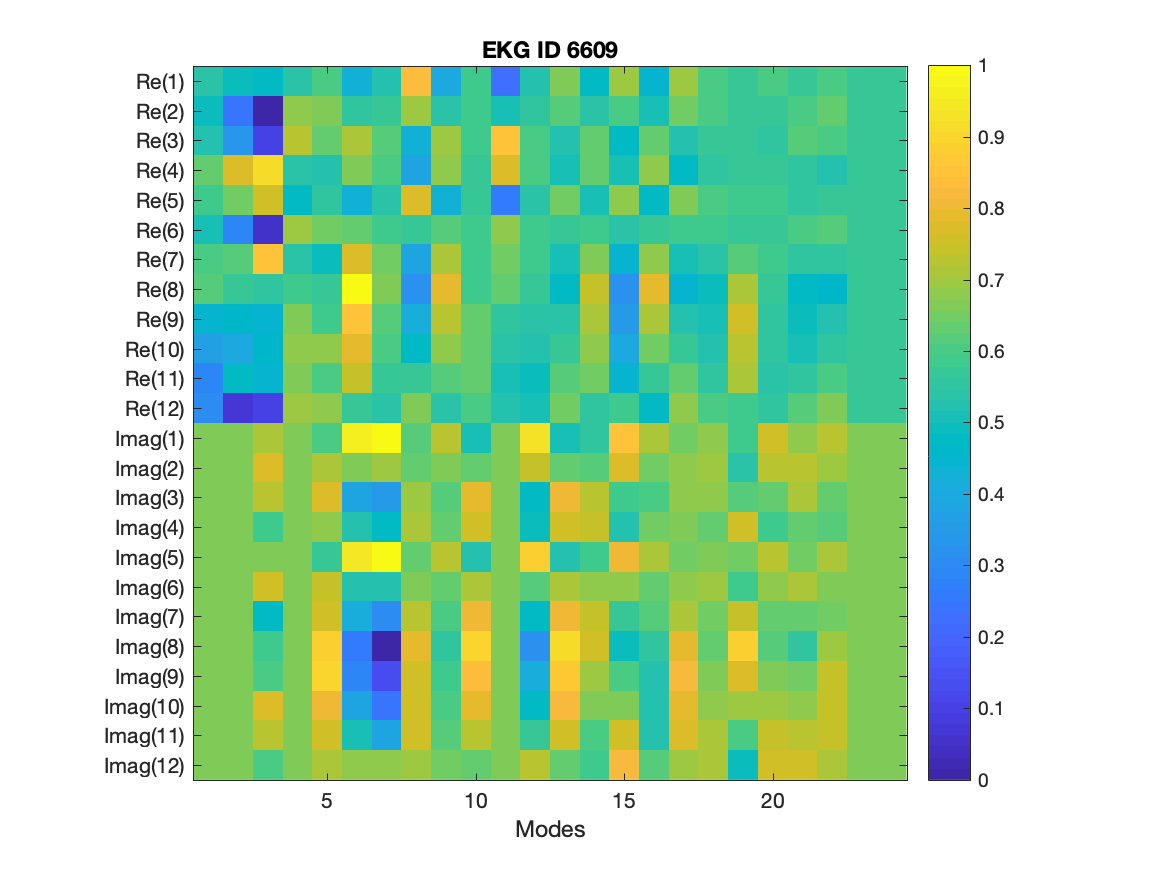 EKG ID 6609
Re(1)
Re(2)
Re(3)
Re(4)
Re(5)
Re(6)
Re(7)
Re(8)
Re(9)
Re(10)
Re(11)
Re(12)
Imag(1)
Imag(2)
Imag(3)
Imag(4)
Imag(5)
Imag(6)
Imag(7)
Imag(8)
Imag(9)
Imag(10)
Imag(11)
Imag(12)
5 10 15 20
Modes
1
0.9
0.8
0.7
0.6
0.5
0.4
0.3
0.2
0.1
0